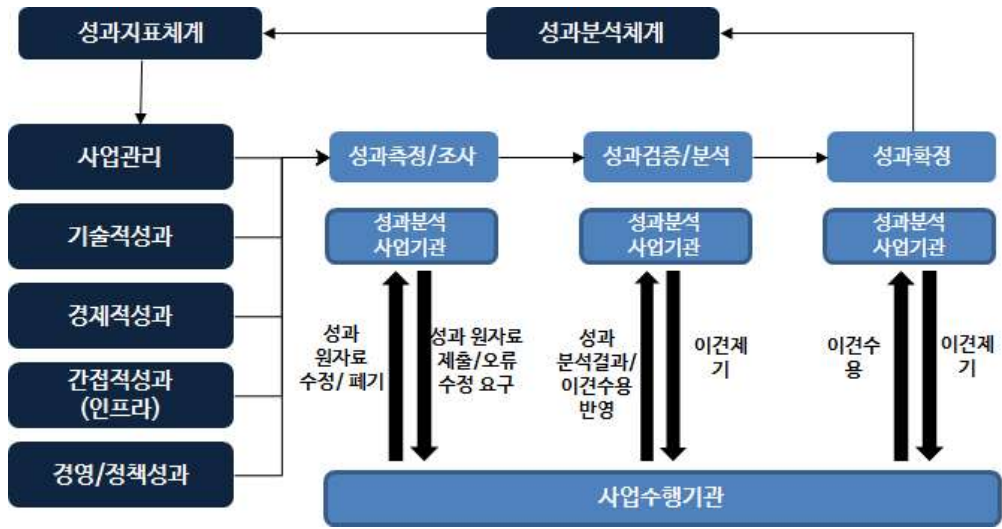 성과지표체계
성과분석체계
사업관리
성과측정/조사
성과검증/분석
성과확정
기술적성과
성과분석
사업기관
성과분석
사업기관
성과분석
사업기관
경제적성과
간접적성과
(인프라)
경영/정책성과
성과
원자료
수정/ 폐기
성과 원자료
제출/오류
수정 요구
성과
분석결과/
이견수용
반영
이견제
기
이견수
용
이견제
기
사업수행기관